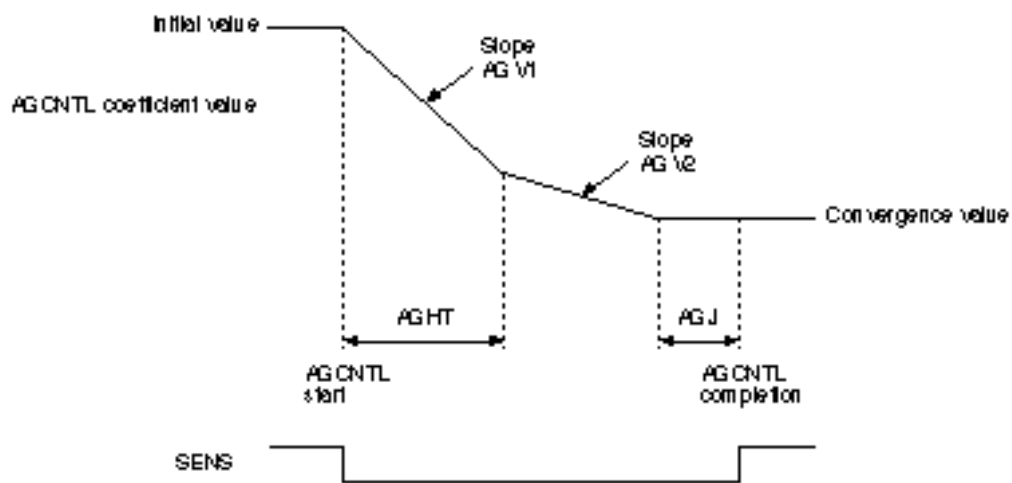 Initial value
Slope
AGV1
AGCNTL coefficient value
Slope
AGV2
Convergence value
AGHT
AGJ
AGCNTL
start
AGCNTL
completion
SENS